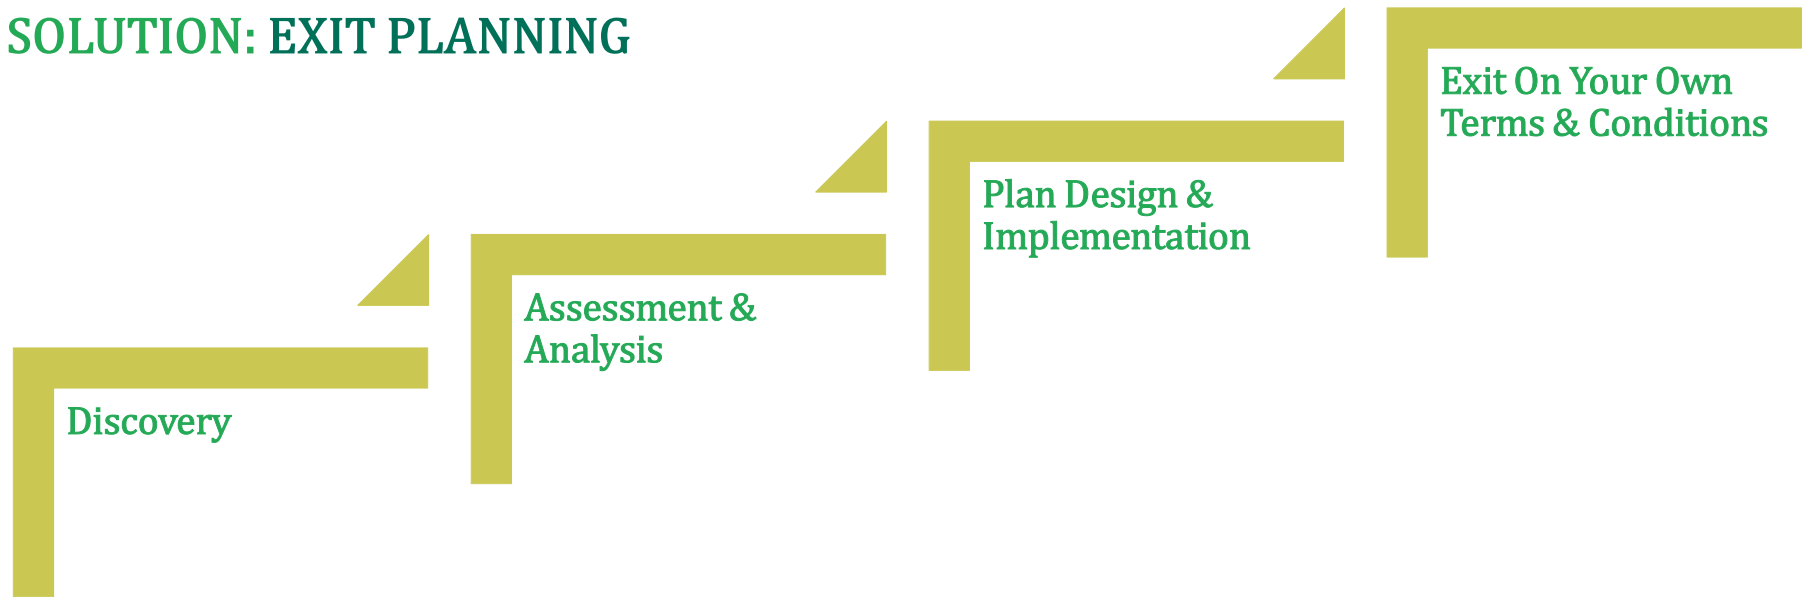 SOLUTION: EXIT PLANNING
Discovery
Assessment &
Analysis
Plan Design &
Implementation
Exit On Your Own
Terms & Conditions